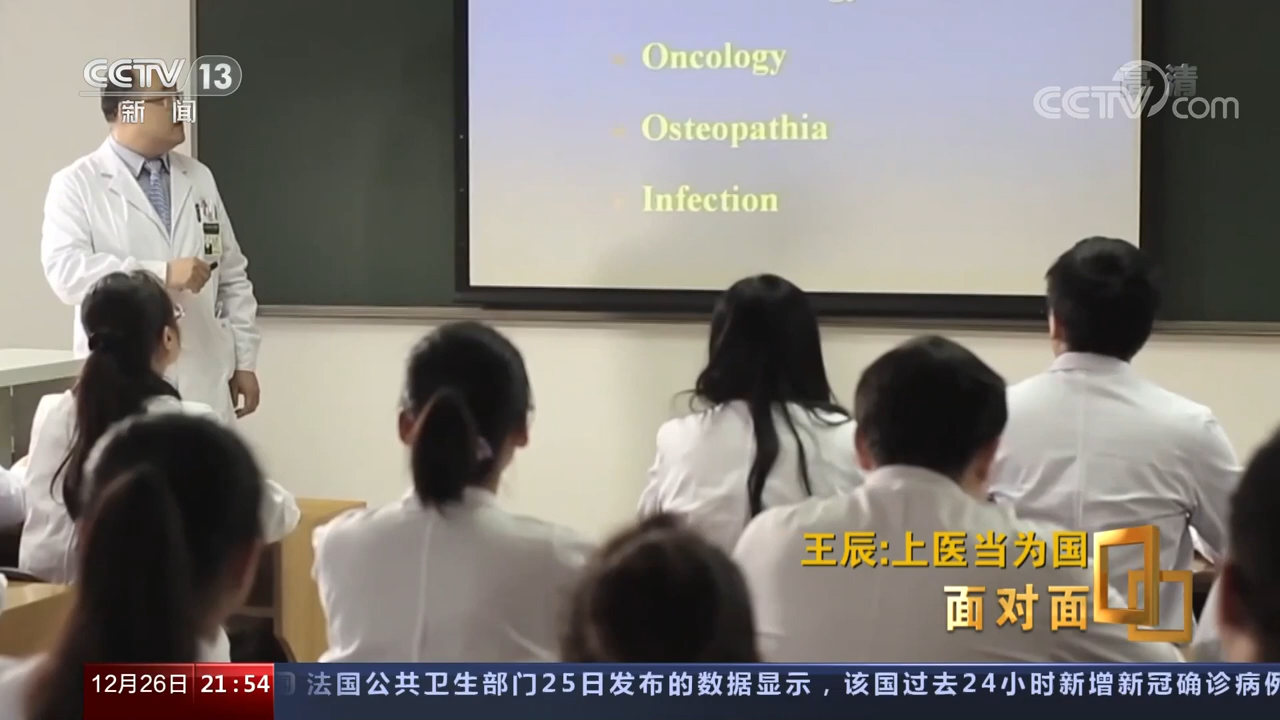 CCTV 13
新闻
高清
CCTV com
Oncology
Osteopathia
Infection
王辰:上医当为国
面对面
12月26日 21:54 法国公共卫生部门25日发布的数据显示，该国过去24小时新增新冠确诊病例